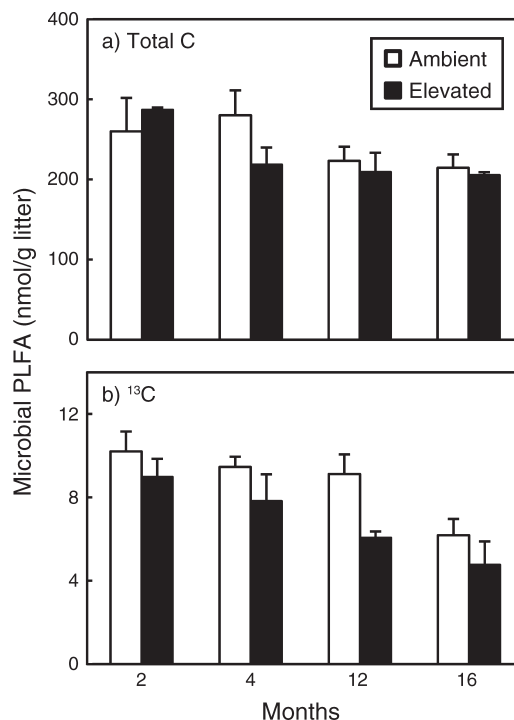 a) Total C
Ambient
Elevated
400
300
200
100
0
Microbial PLFA (nmol/g litter)
b) ¹³C
12
8
4
0
2 4 12 16
Months